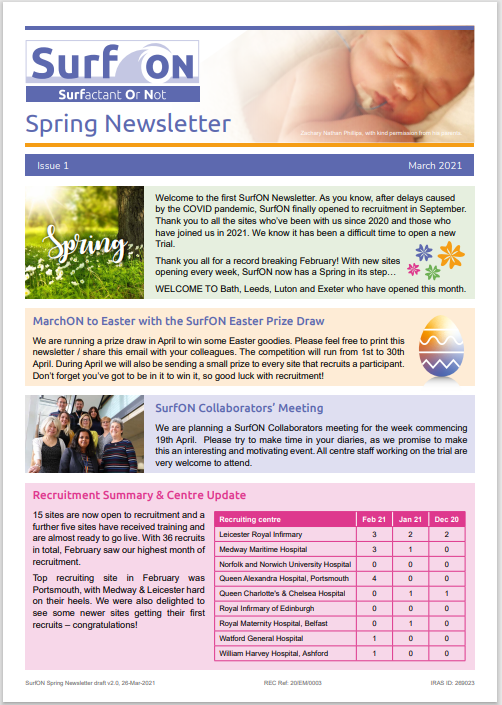 Surf ON
Surfactant Or Not
Spring Newsletter
Zachary Nathan Phillips, with kind permission from the parents.
Issue 1
March 2021
Spring
Welcome to the first SurfON Newsletter. As you know, after delays caused
by the COVID pandemic, SurfON finally opened to recruitment in September.
Thank you to all the sites who've been with us since 2020 and those who
have joined us in 2021. We know it has been a difficult time to open a new
Trial.
Thank you all for a record breaking February! With new sites
opening every week, SurfON now has a Spring in its step…
WELCOME TO Bath, Leeds, Luton and Exeter who have opened this month.
MarchON to Easter with the SurfON Easter Prize Draw
We are running a prize draw in April to win some Easter goodies. Please feel free to print this
newsletter / share this email with your colleagues. The competition will run from 1st to 30th
April. During April we will also be sending a small prize to every site that recruits a participant.
Don't forget you've got to be in it to win it, so good luck with recruitment!
SurfON Collaborators' Meeting
We are planning a SurfON Collaborators meeting for the week commencing
19th April. Please try to make time in your diaries, as we promise to make
this an interesting and motivating event. All centre staff working on the trial are
very welcome to attend.
Recruitment Summary & Centre Update
15 sites are now open to recruitment and a
further five sites have received training and
are almost ready to go live. With 36 recruits
in total, February saw our highest month of
recruitment.
Top recruiting site in February was
Portsmouth, with Medway & Leicester hard
on their heels. We were also delighted to
see some newer sites getting their first
recruits – congratulations!
Recruiting centre Feb 21 Jan 21 Dec 20
Leicester Royal Infirmary 3 2 2
Medway Maritime Hospital 3 1 0
Norfolk and Norwich University Hospital 0 0 0
Queen Alexandra Hospital, Portsmouth 4 0 0
Queen Charlotte's & Chelsea Hospital 0 1 1
Royal Infirmary of Edinburgh 0 0 0
Royal Maternity Hospital, Belfast 0 1 0
Watford General Hospital 1 0 0
William Harvey Hospital, Ashford 1 0 0
SurfON Spring Newsletter draft v2.0, 26-Mar-2021
REC Ref: 20/EM/0003
IRAS ID: 269023